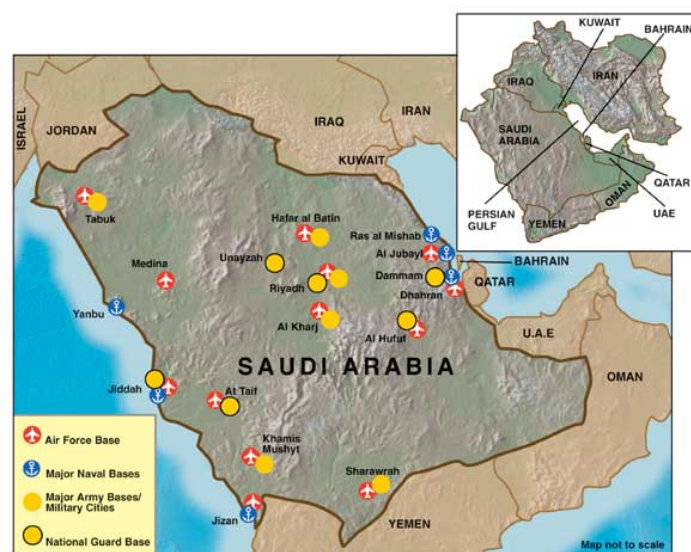 KUWAIT
BAHRAIN
IRAQ
IRAN
SAUDI
ARABIA
QATAR
UAE
OMAN
YEMEN
PERSIAN
GULF
ISRAEL
JORDAN
IRAQ
IRAN
KUWAIT
Tabuk
Hafar al Batin
Ras al Mishab
Unayzah
Al Jubayl
BAHRAIN
Medina
Riyadh
Dammam
QATAR
Dhahran
Yanbu
Al Kharj
Al Hufuf
U.A.E
SAUDI ARABIA
OMAN
Jiddah
At Taif
Khamis
Mushyt
Sharawrah
Jizan
YEMEN
Air Force Base
Major Naval Bases
Major Army Bases/
Military Cities
National Guard Base
Map not to scale